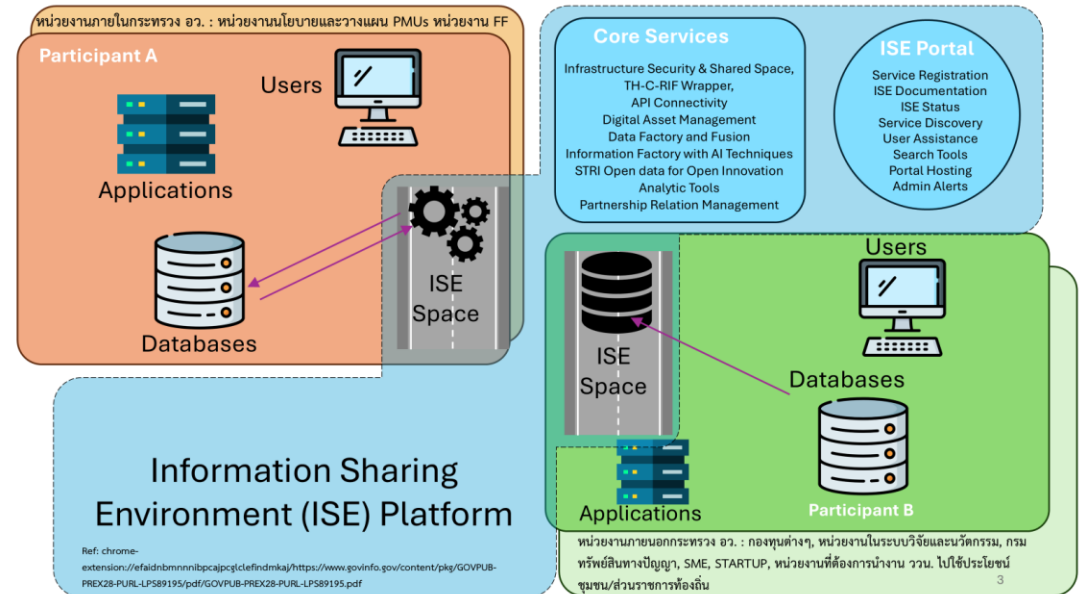 หน่วยงานภายในกระทรวง อว. : หน่วยงานนโยบายและวางแผน PMUs หน่วยงาน FF
Participant A
Users
Applications
Databases
ISE
Space
Core Services
Infrastructure Security & Shared Space,
TH-C-RIF Wrapper,
API Connectivity
Digital Asset Management
Data Factory and Fusion
Information Factory with AI Techniques
STRI Open data for Open Innovation
Analytic Tools
Partnership Relation Management
ISE Portal
Service Registration
ISE Documentation
ISE Status
Service Discovery
User Assistance
Search Tools
Portal Hosting
Admin Alerts
Users
ISE
Space
Databases
Applications
Participant B
Information Sharing
Environment (ISE) Platform
Ref: chrome-
extension://efaidnbmnnnibpcajpcglclefindmkaj/https://www.govinfo.gov/content/pkg/GOVPUB-
PREX28-PURL-LPS89195/pdf/GOVPUB-PREX28-PURL-LPS89195.pdf
หน่วยงานภายนอกกระทรวง อว. : กองทุนต่างๆ, หน่วยงานในระบบวิจัยและนวัตกรรม, กรม
ทรัพย์สินทางปัญญา, SME, STARTUP, หน่วยงานที่ต้องการนำงาน ววน. ไปใช้ประโยชน์
ชุมชน/ส่วนราชการท้องถิ่น
3